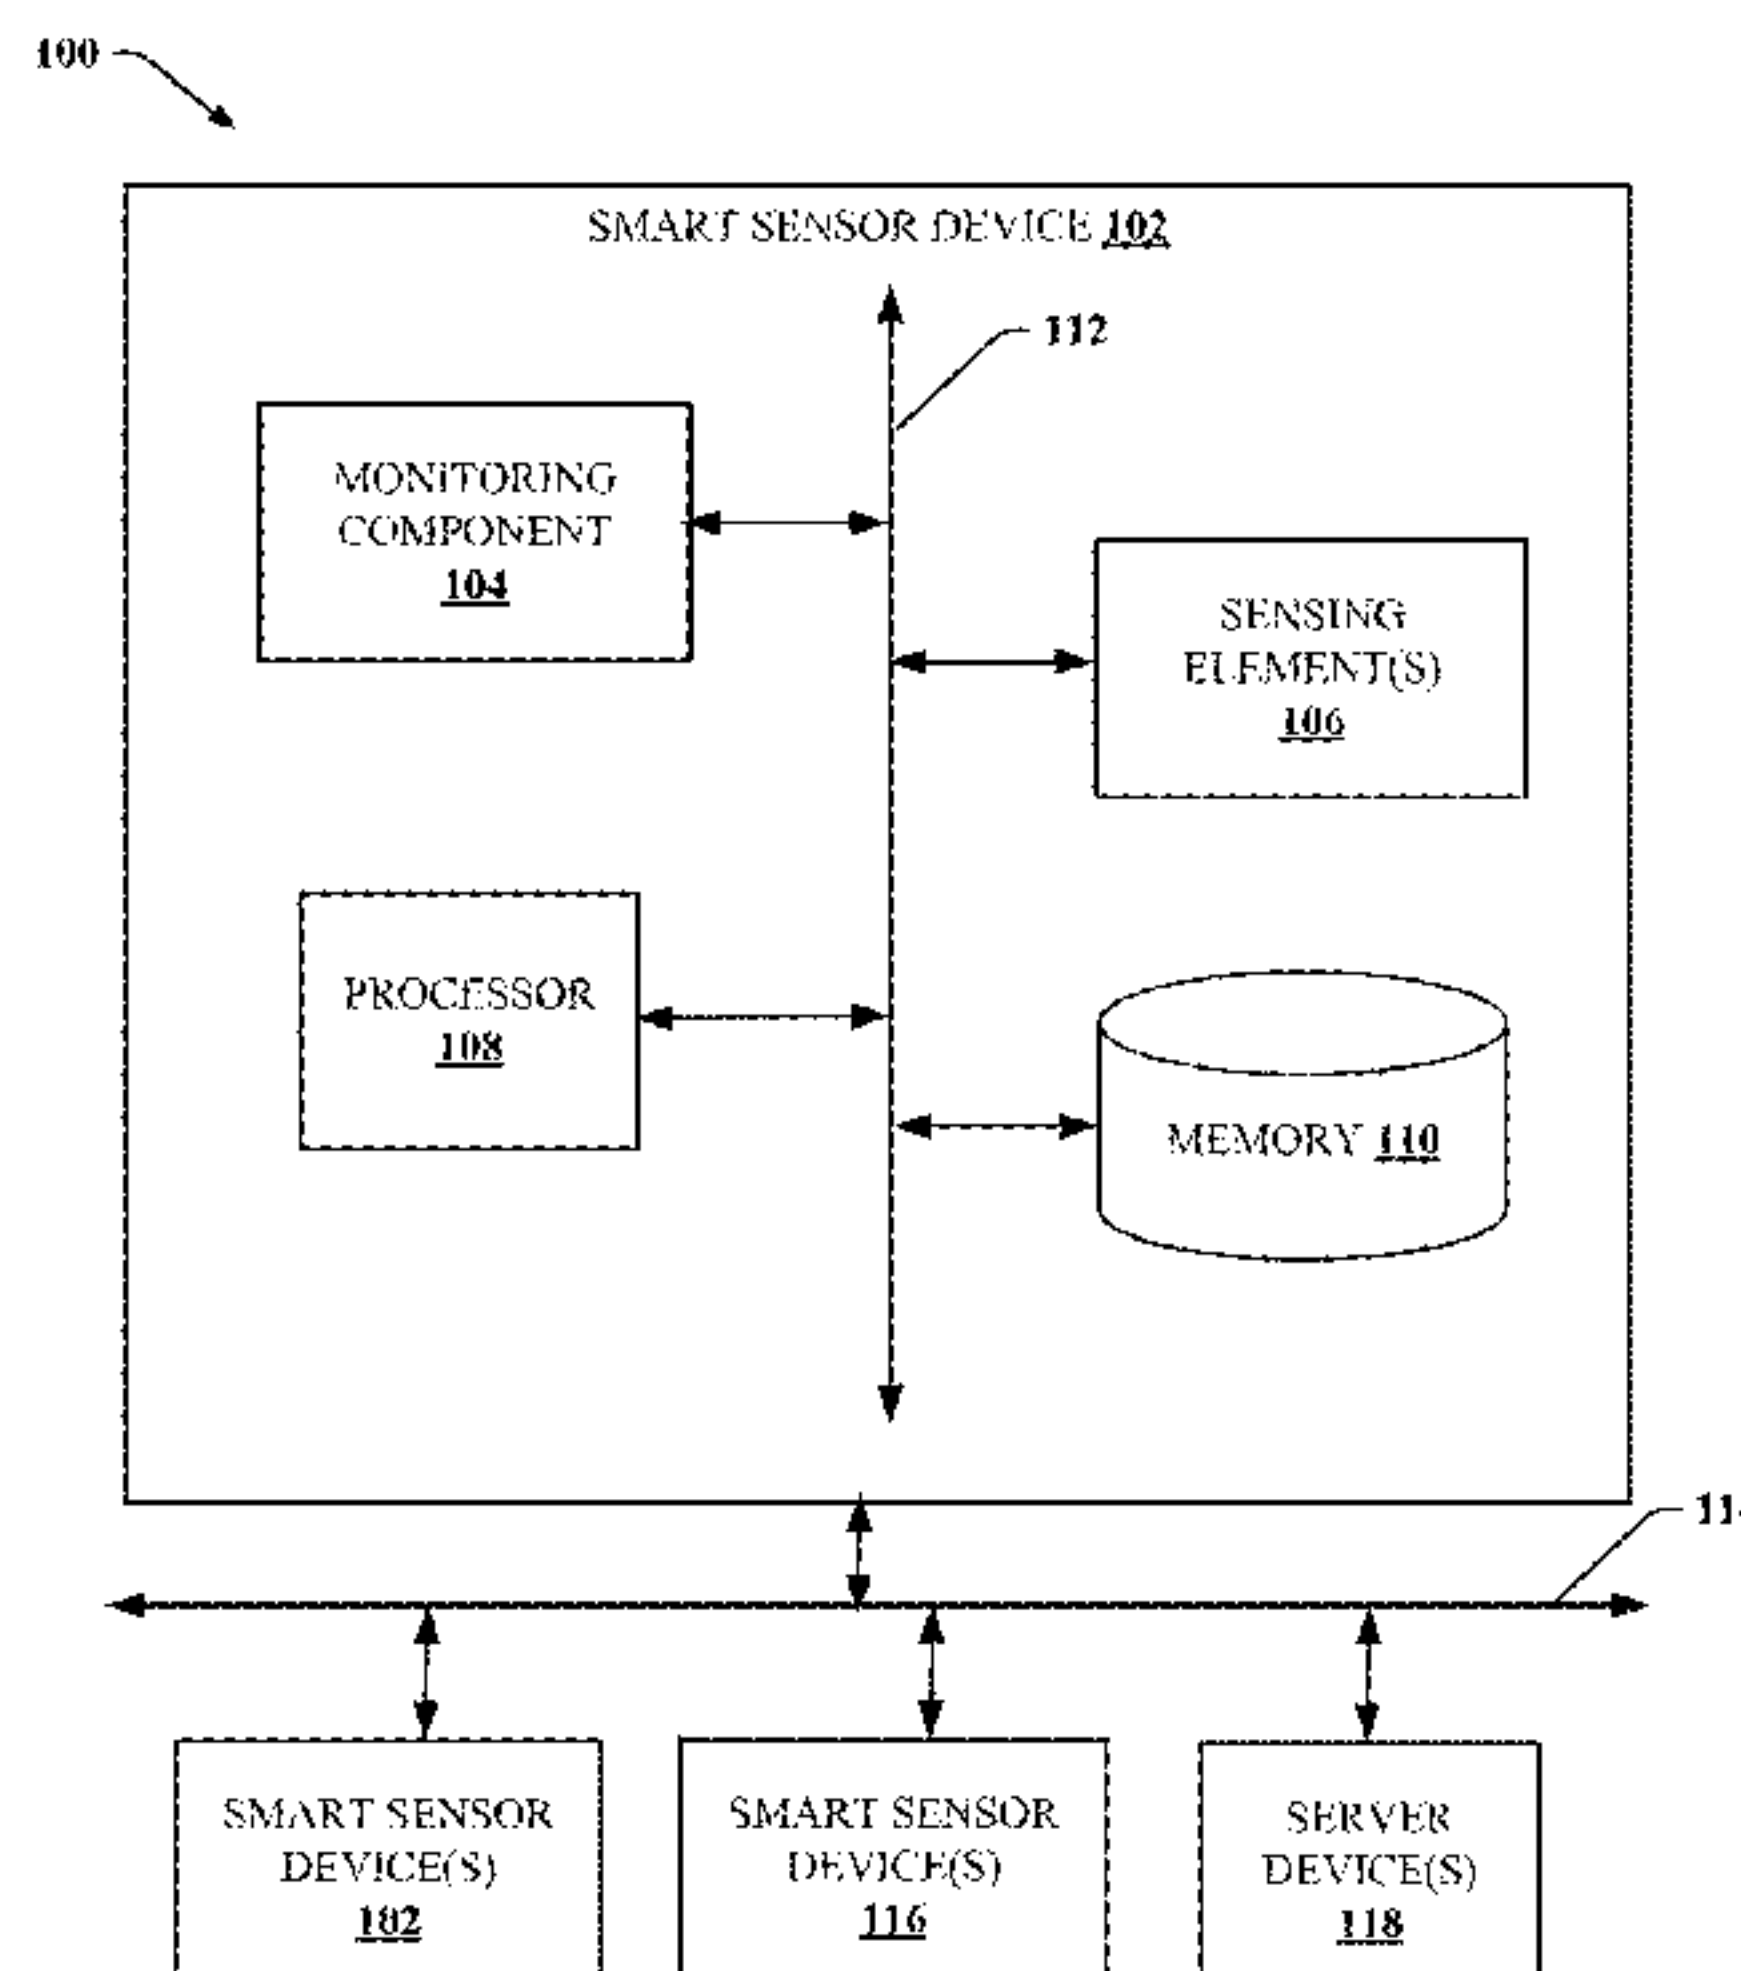 100
SMART SENSOR DEVICE 102
112
MONITORING
COMPONENT
104
SENSING
ELEMENT(S)
106
PROCESSOR
108
MEMORY 110
SMART SENSOR
DEVICE(S)
102
SMART SENSOR
DEVICE(S)
116
SERVER
DEVICE(S)
118